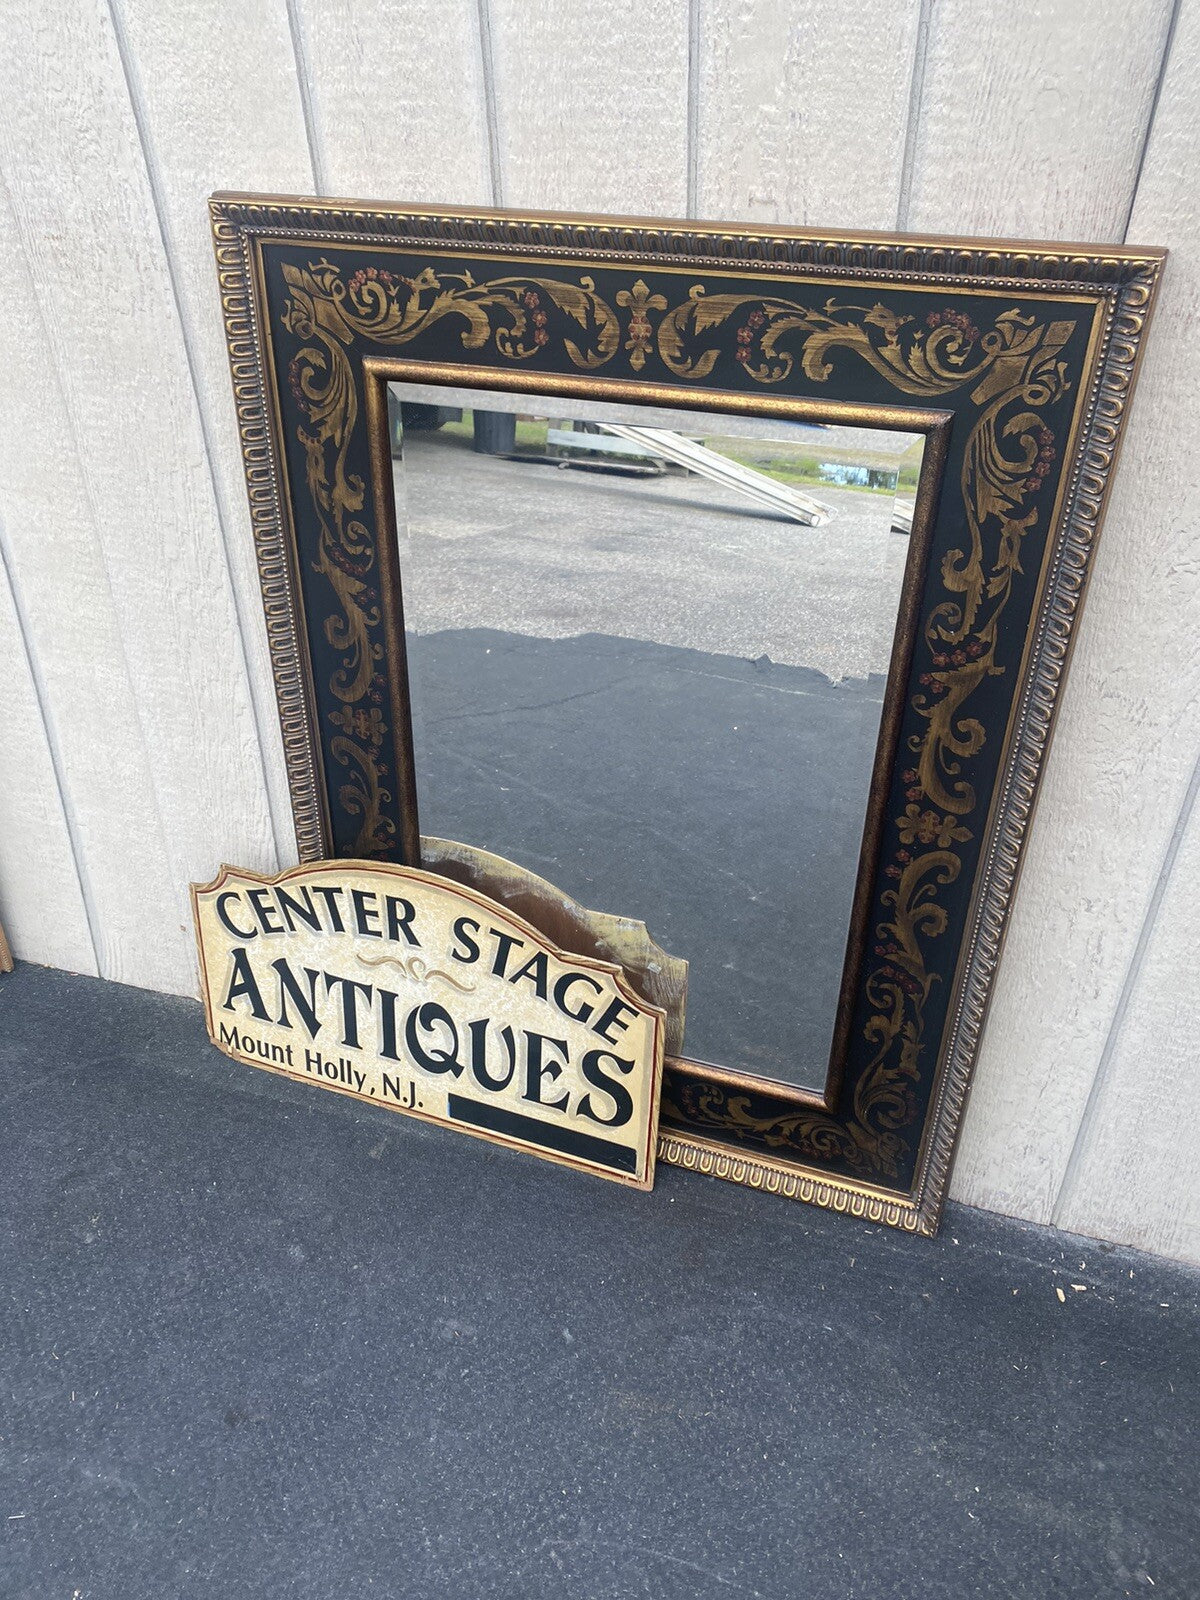 CENTER STAGE
ANTIQUES
Mount Holly, N.J.